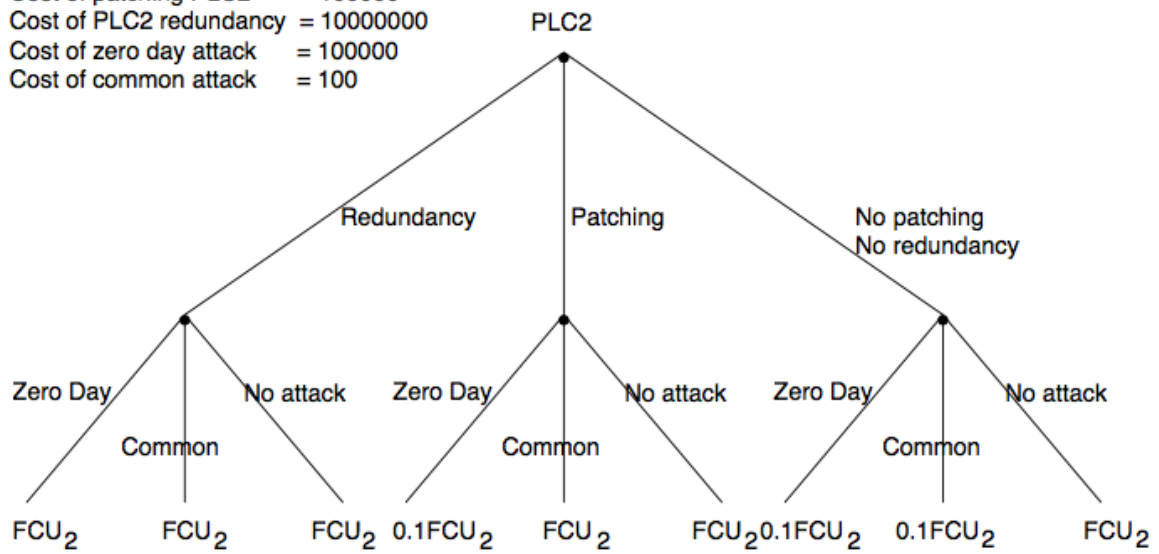 Cost of PLC2 redundancy = 10000000
Cost of zero day attack = 100000
Cost of common attack = 100
PLC2
Redundancy
Patching
No patching
No redundancy
Zero Day
No attack
Common
Zero Day
No attack
Common
Zero Day
No attack
Common
FCU2
FCU2
FCU2
0.1FCU2
FCU2
FCU2
0.1FCU2
0.1FCU2
FCU2